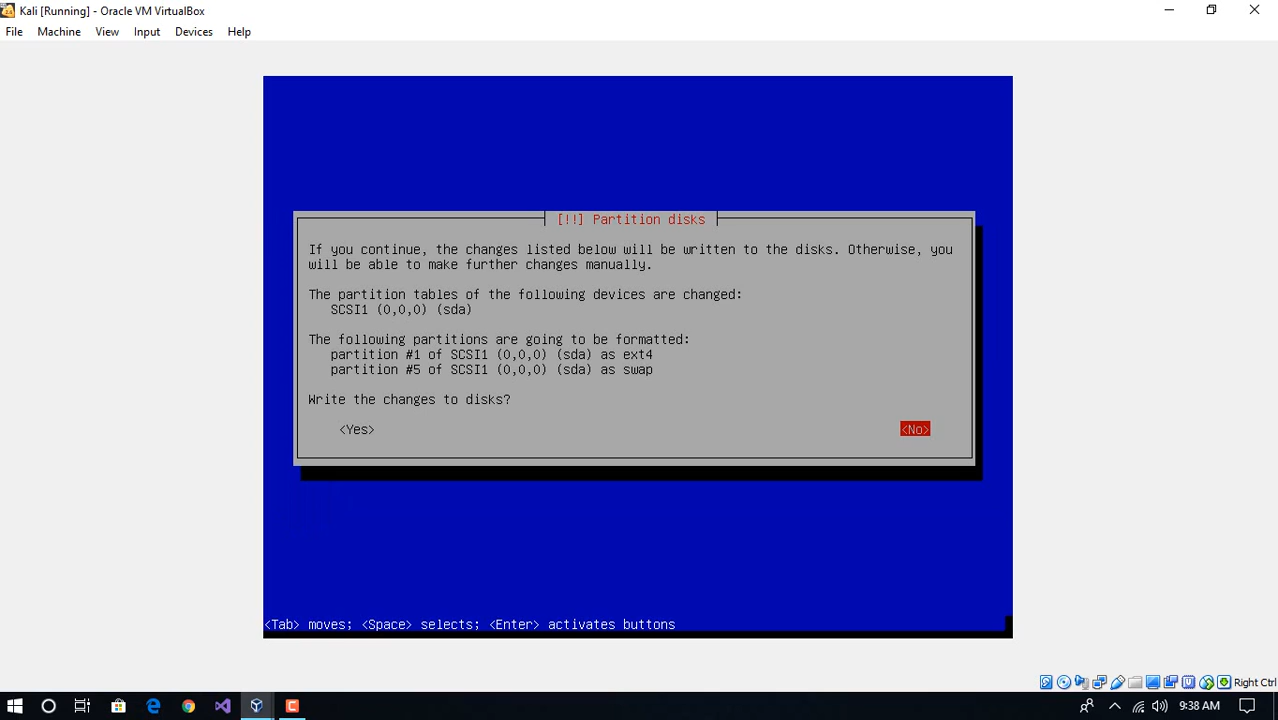 Kali [Running] - Oracle VM VirtualBox
File Machine View Input Devices Help
[!!] Partition disks
If you continue, the changes listed below will be written to the disks. Otherwise, you
will be able to make further changes manually.
The partition tables of the following devices are changed:
SCSI1 (0,0,0) (sda)
The following partitions are going to be formatted:
partition #1 of SCSI1 (0,0,0) (sda) as ext4
partition #5 of SCSI1 (0,0,0) (sda) as swap
Write the changes to disks?
<Yes> <No>
<Tab> moves; <Space> selects; <Enter> activates buttons
Right Ctrl
9:38 AM